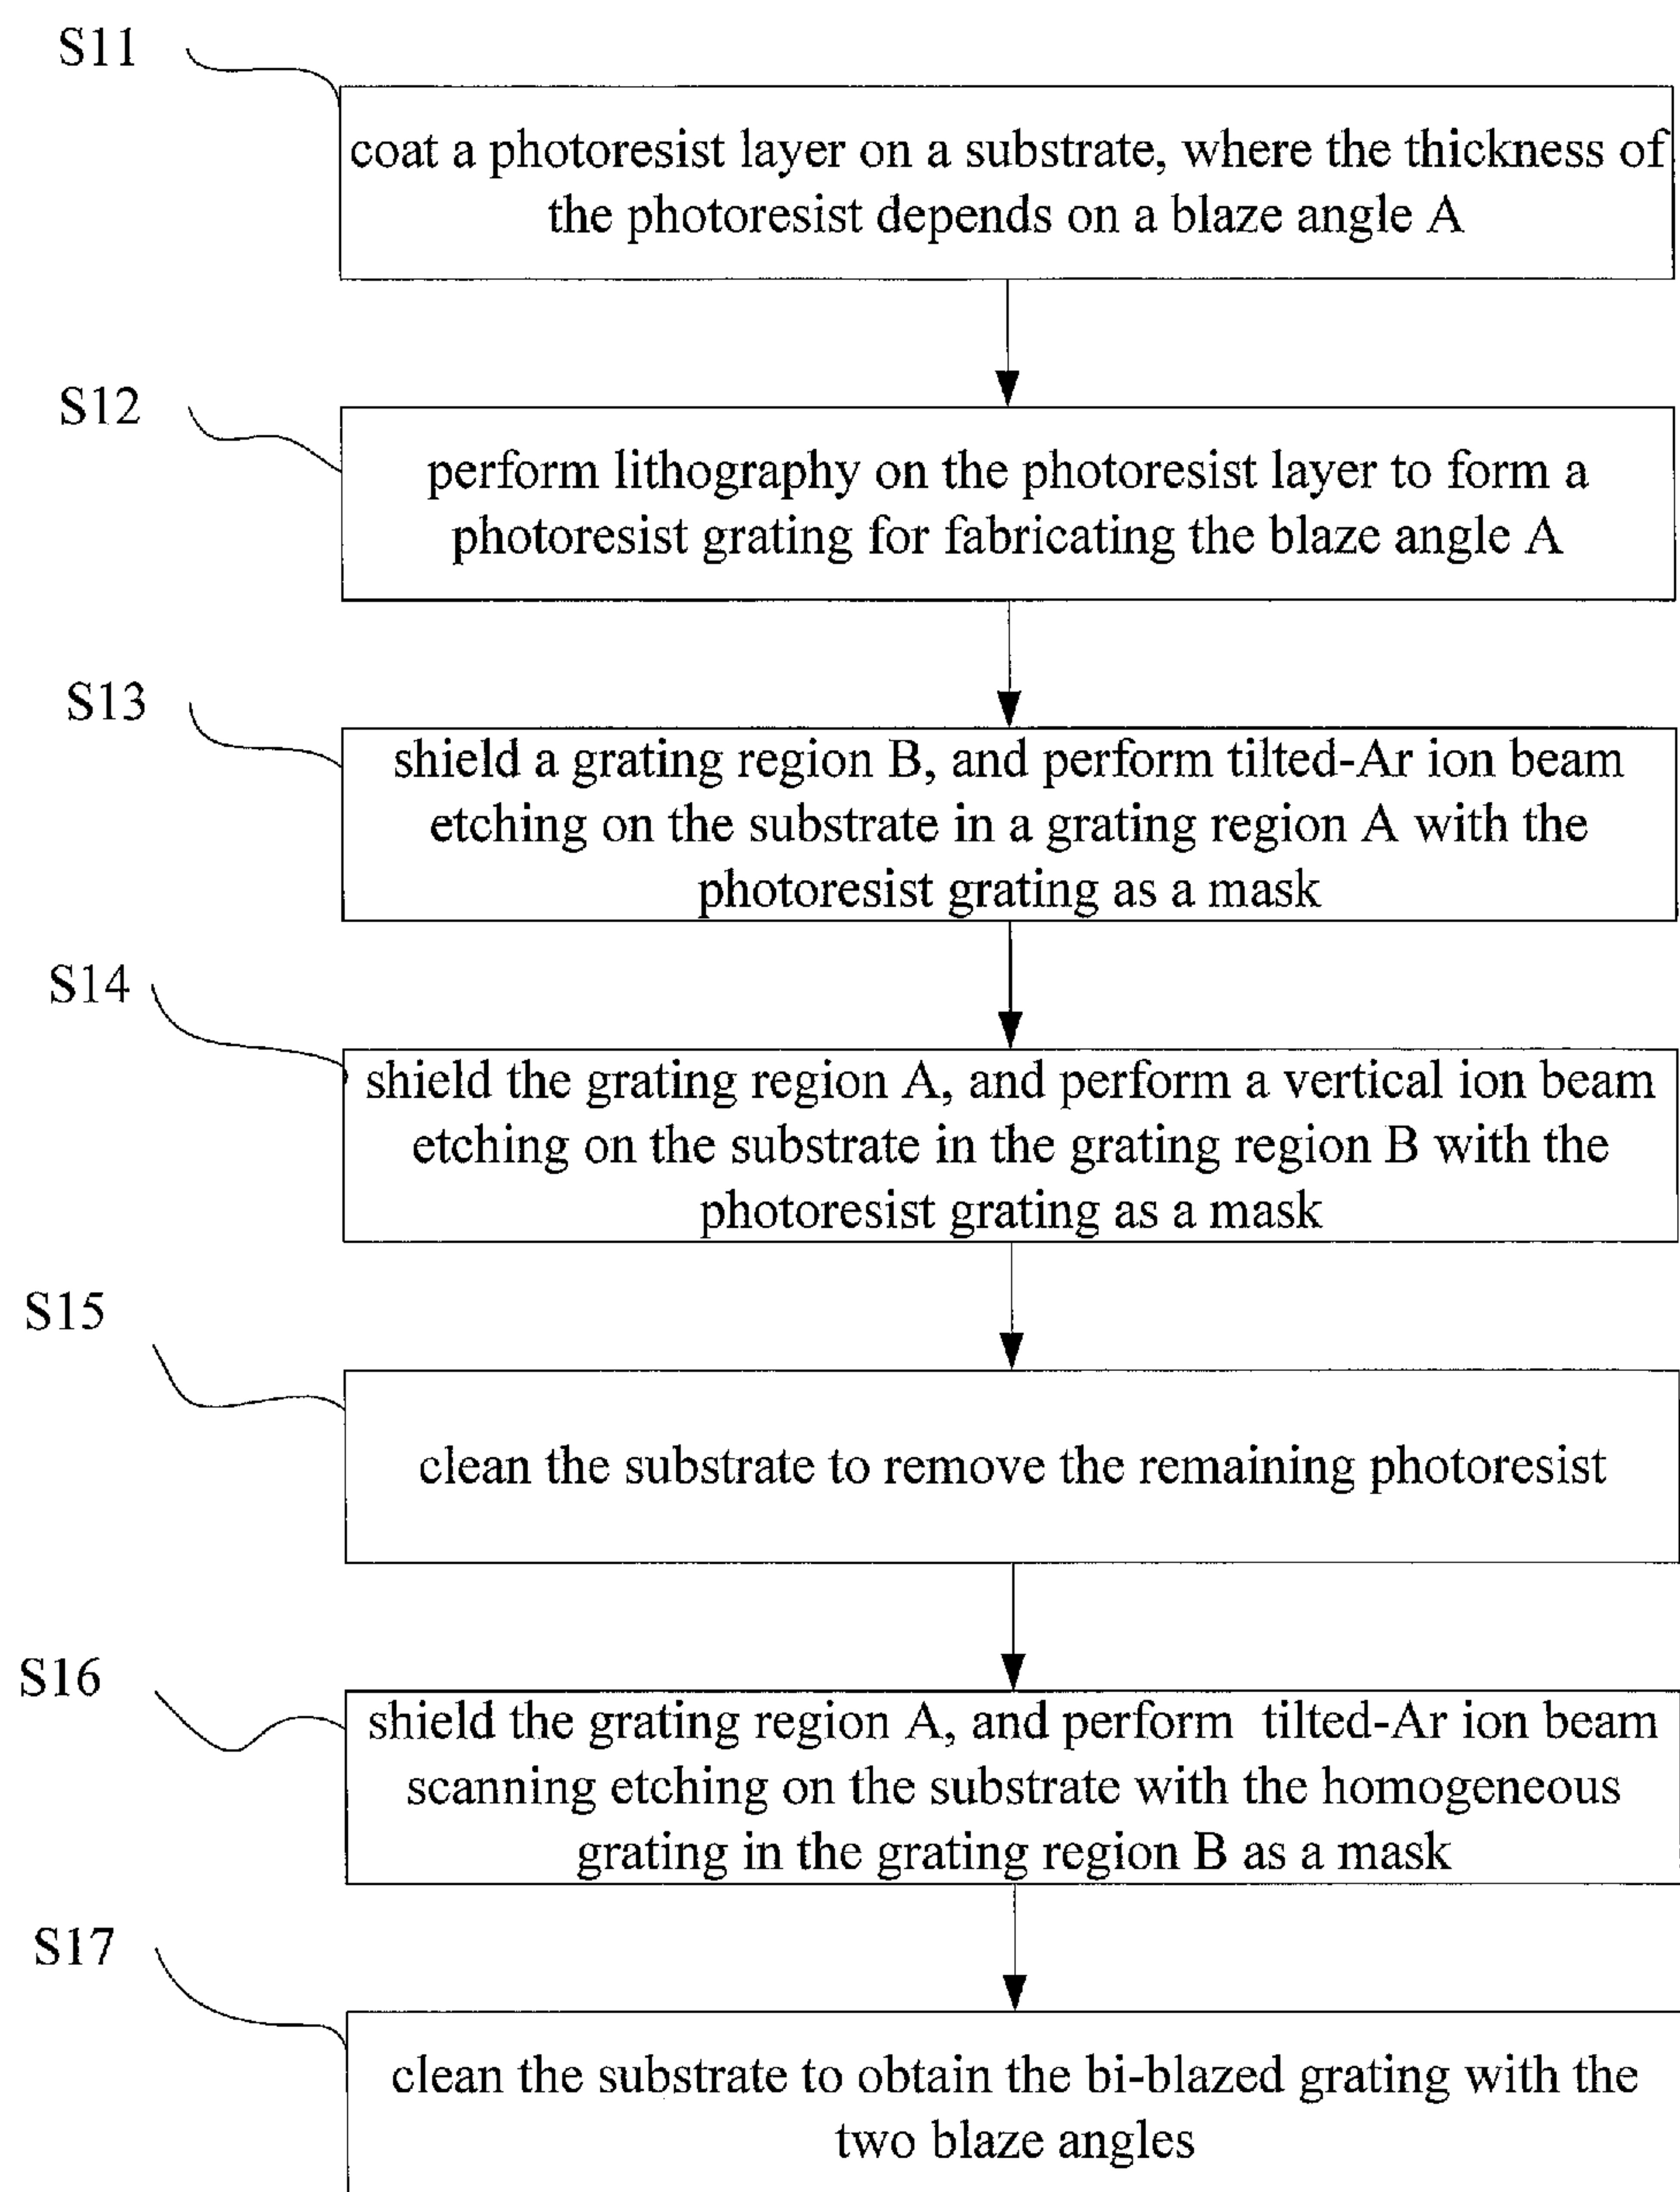 S11
coat a photoresist layer on a substrate, where the thickness of
the photoresist depends on a blaze angle A
S12
perform lithography on the photoresist layer to form a
photoresist grating for fabricating the blaze angle A
S13
shield a grating region B, and perform tilted-Ar ion beam
etching on the substrate in a grating region A with the
photoresist grating as a mask
S14
shield the grating region A, and perform a vertical ion beam
etching on the substrate in the grating region B with the
photoresist grating as a mask
S15
clean the substrate to remove the remaining photoresist
S16
shield the grating region A, and perform tilted-Ar ion beam
scanning etching on the substrate with the homogeneous
grating in the grating region B as a mask
S17
clean the substrate to obtain the bi-blazed grating with the
two blaze angles